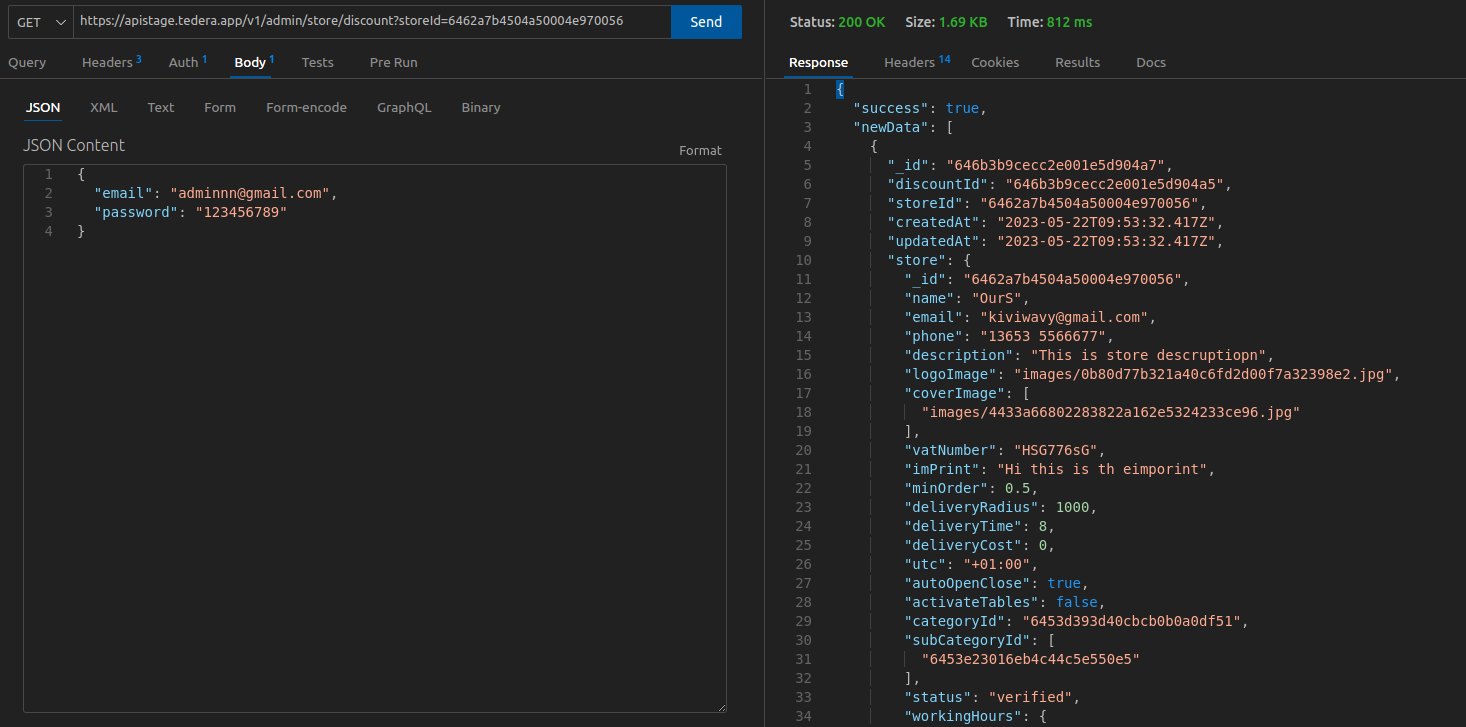 GET https://apistage.tedera.app/v1/admin/store/discount?storeId=6462a7b4504a50004e970056 Send
Query Headers 3 Auth 1 Body 1 Tests Pre Run
JSON XML Text Form Form-encode GraphQL Binary
JSON Content Format
1 {
2 "email": "adminnn@gmail.com",
3 "password": "123456789"
4 }
Status: 200 OK Size: 1.69 KB Time: 812 ms
Response Headers 14 Cookies Results Docs
1 {
2 "success": true,
3 "newData": [
4 {
5 "_id": "646b3b9cecc2e001e5d904a7",
6 "discountId": "646b3b9cecc2e001e5d904a5",
7 "storeId": "6462a7b4504a50004e970056",
8 "createdAt": "2023-05-22T09:53:32.417Z",
9 "updatedAt": "2023-05-22T09:53:32.417Z",
10 "store": {
11 "_id": "6462a7b4504a50004e970056",
12 "name": "OurS",
13 "email": "kiviwavy@gmail.com",
14 "phone": "13653 5566677",
15 "description": "This is store descruptiopn",
16 "logoImage": "images/0b80d77b321a40c6fd2d00f7a32398e2.jpg",
17 "coverImage": [
18 "images/4433a66802283822a162e5324233ce96.jpg"
19 ],
20 "vatNumber": "HSG776sG",
21 "imPrint": "Hi this is th eimporint",
22 "minOrder": 0.5,
23 "deliveryRadius": 1000,
24 "deliveryTime": 8,
25 "deliveryCost": 0,
26 "utc": "+01:00",
27 "autoOpenClose": true,
28 "activateTables": false,
29 "categoryId": "6453d393d40cbcb0b0a0df51",
30 "subCategoryId": [
31 "6453e23016eb4c44c5e550e5"
32 ],
33 "status": "verified",
34 "workingHours": {